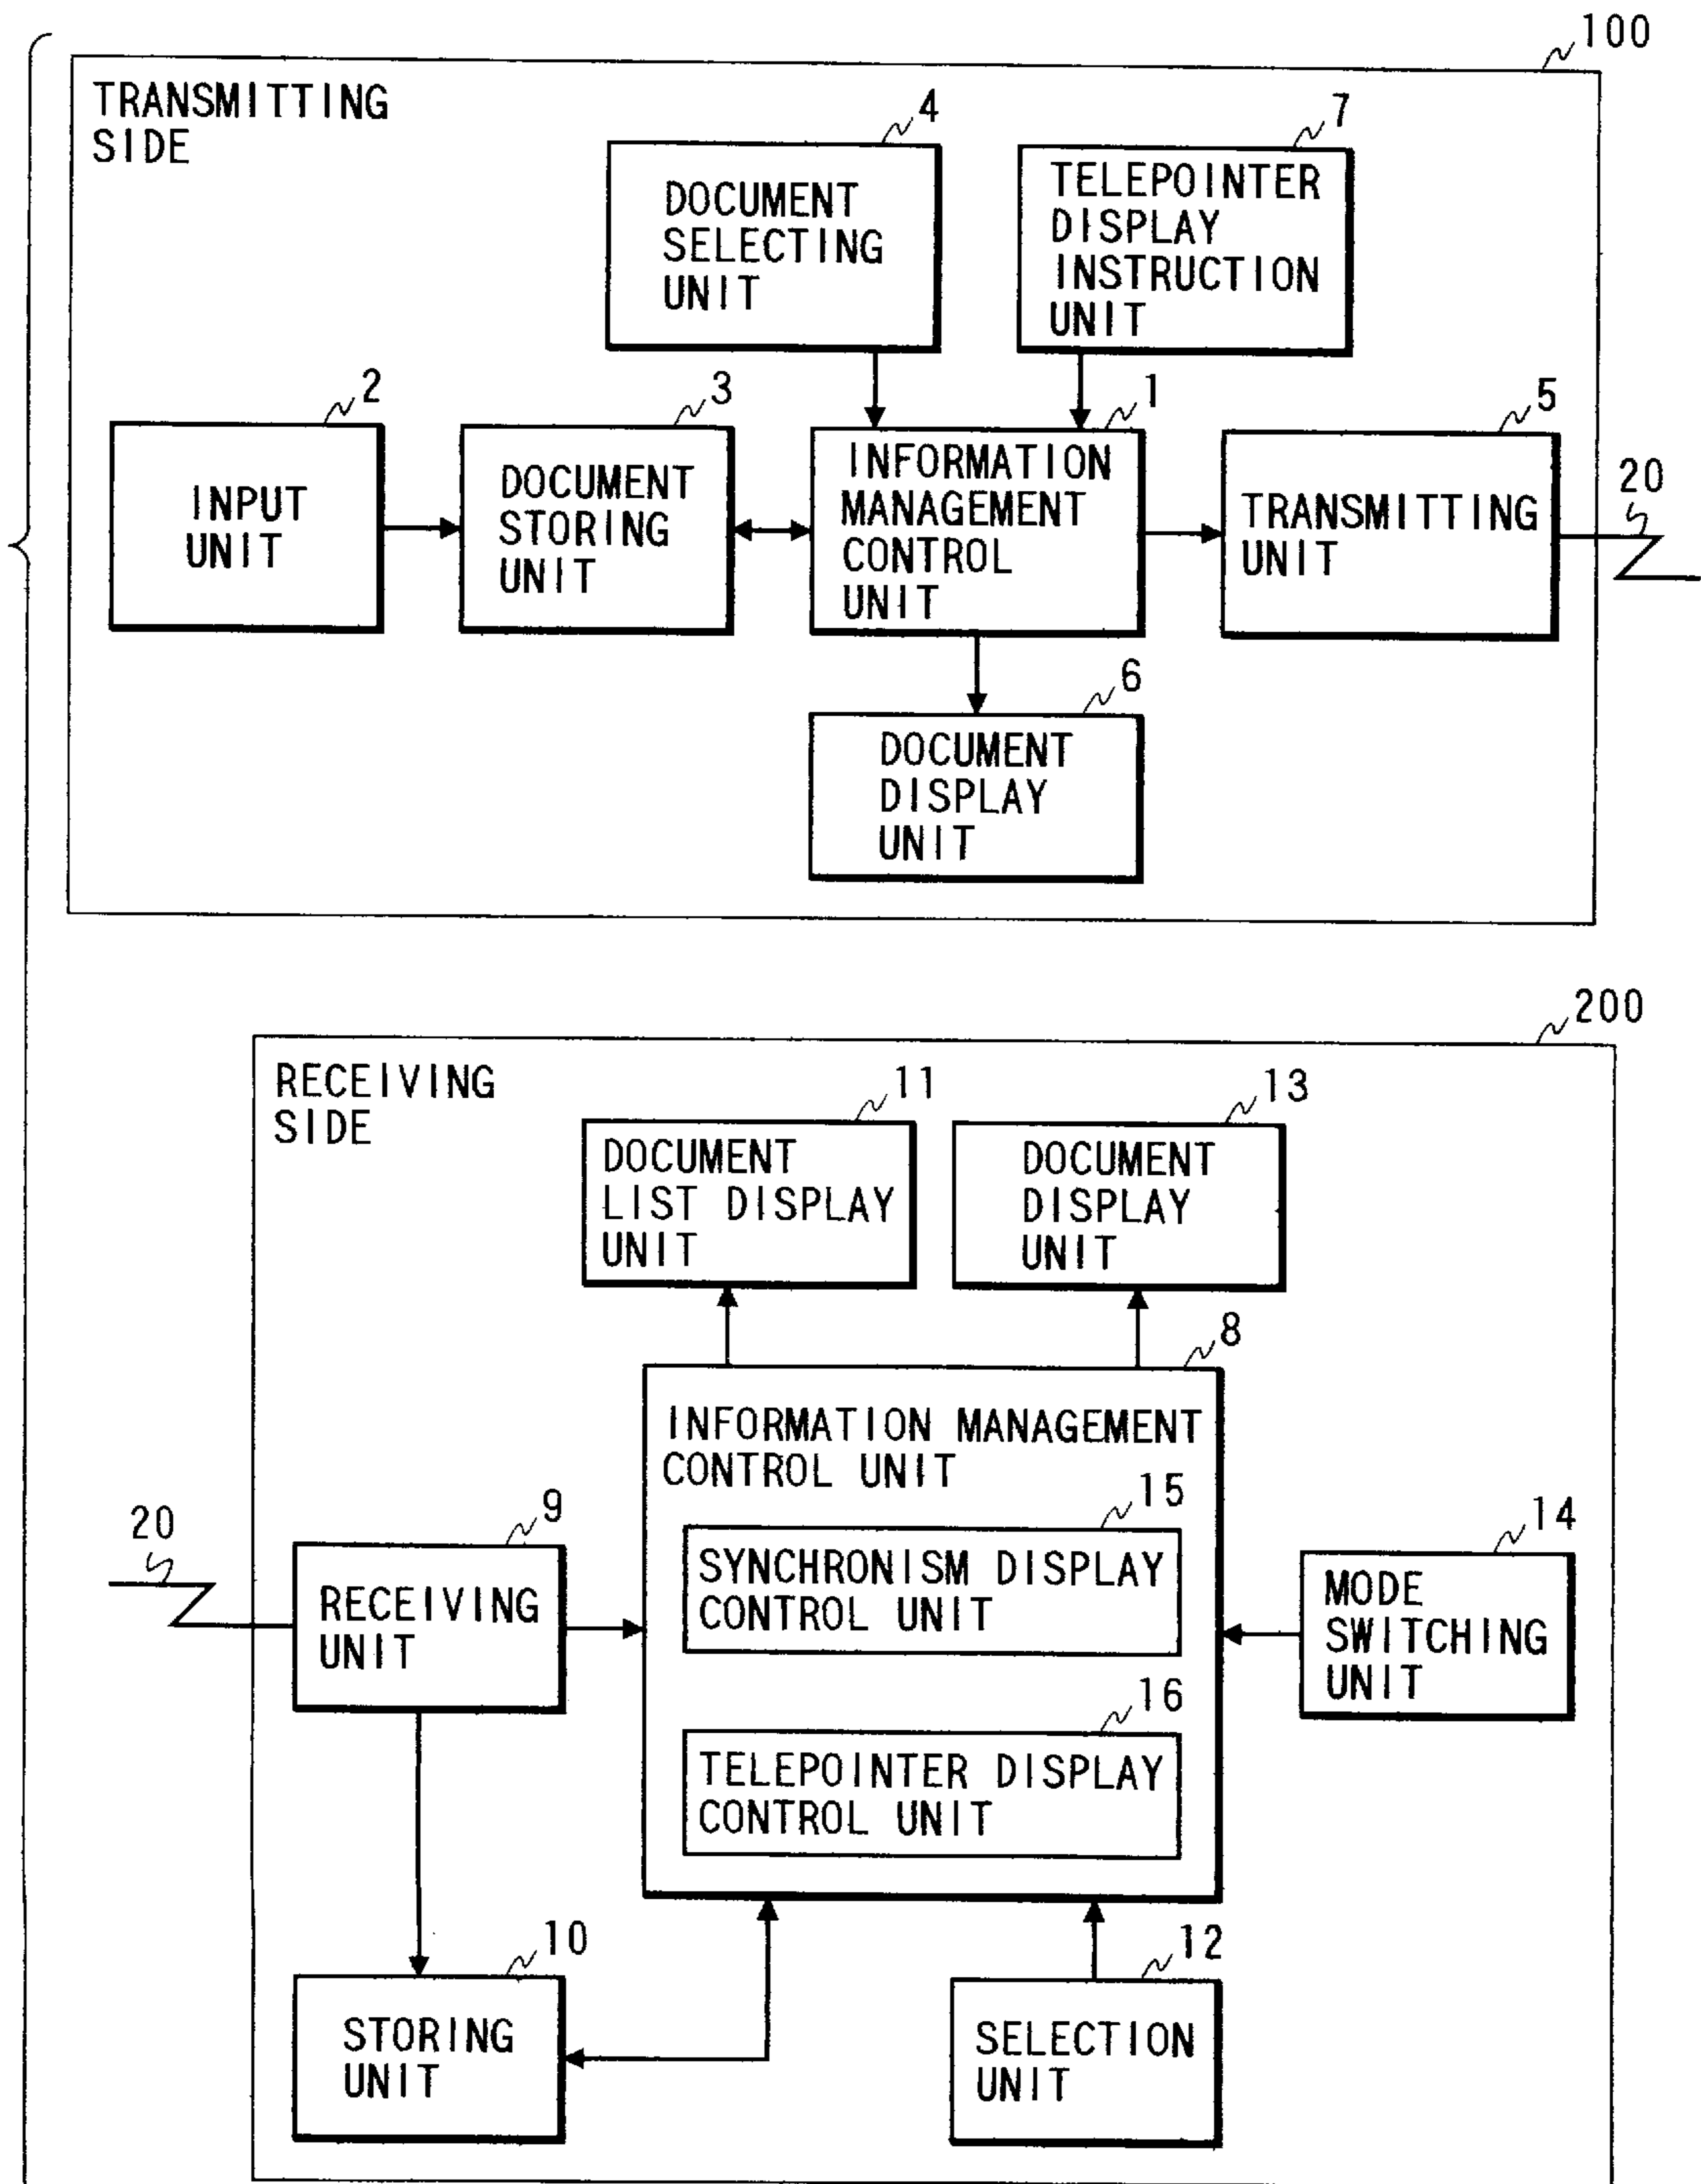 100
TRANSMITTING
SIDE
4
DOCUMENT
SELECTING
UNIT
7
TELEPOINTER
DISPLAY
INSTRUCTION
UNIT
2
INPUT
UNIT
3
DOCUMENT
STORING
UNIT
1
INFORMATION
MANAGEMENT
CONTROL
UNIT
5
TRANSMITTING
UNIT
20
6
DOCUMENT
DISPLAY
UNIT
200
RECEIVING
SIDE
11
DOCUMENT
LIST DISPLAY
UNIT
13
DOCUMENT
DISPLAY
UNIT
8
INFORMATION MANAGEMENT
CONTROL UNIT
15
SYNCHRONISM DISPLAY
CONTROL UNIT
16
TELEPOINTER DISPLAY
CONTROL UNIT
20
9
RECEIVING
UNIT
14
MODE
SWITCHING
UNIT
10
STORING
UNIT
12
SELECTION
UNIT